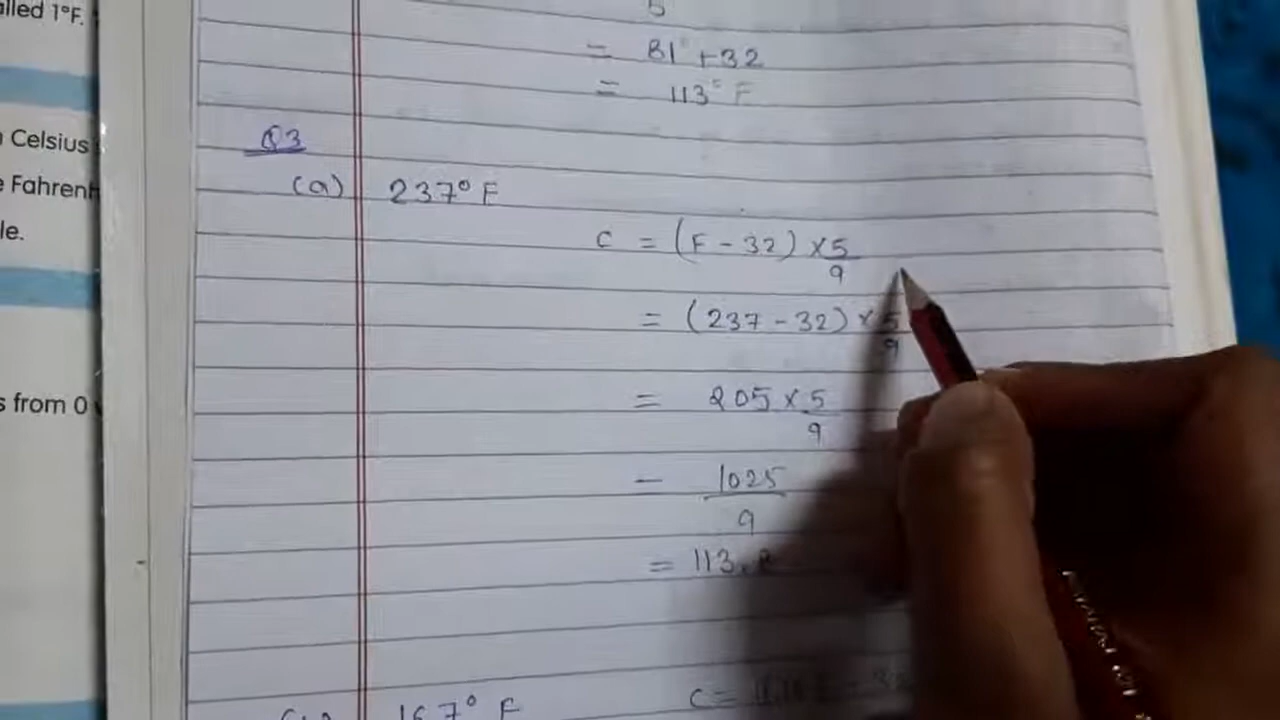 alled 1°F.
5
= 81 + 32
= 113° F
Celsius
Q3
Fahrenh
(a) 237° F
le.
C = (F - 32) × 5/9
= (237 - 32) × 5/9
s from 0
= 205 × 5/9
= 1025/9
= 113.8
167° F
C =